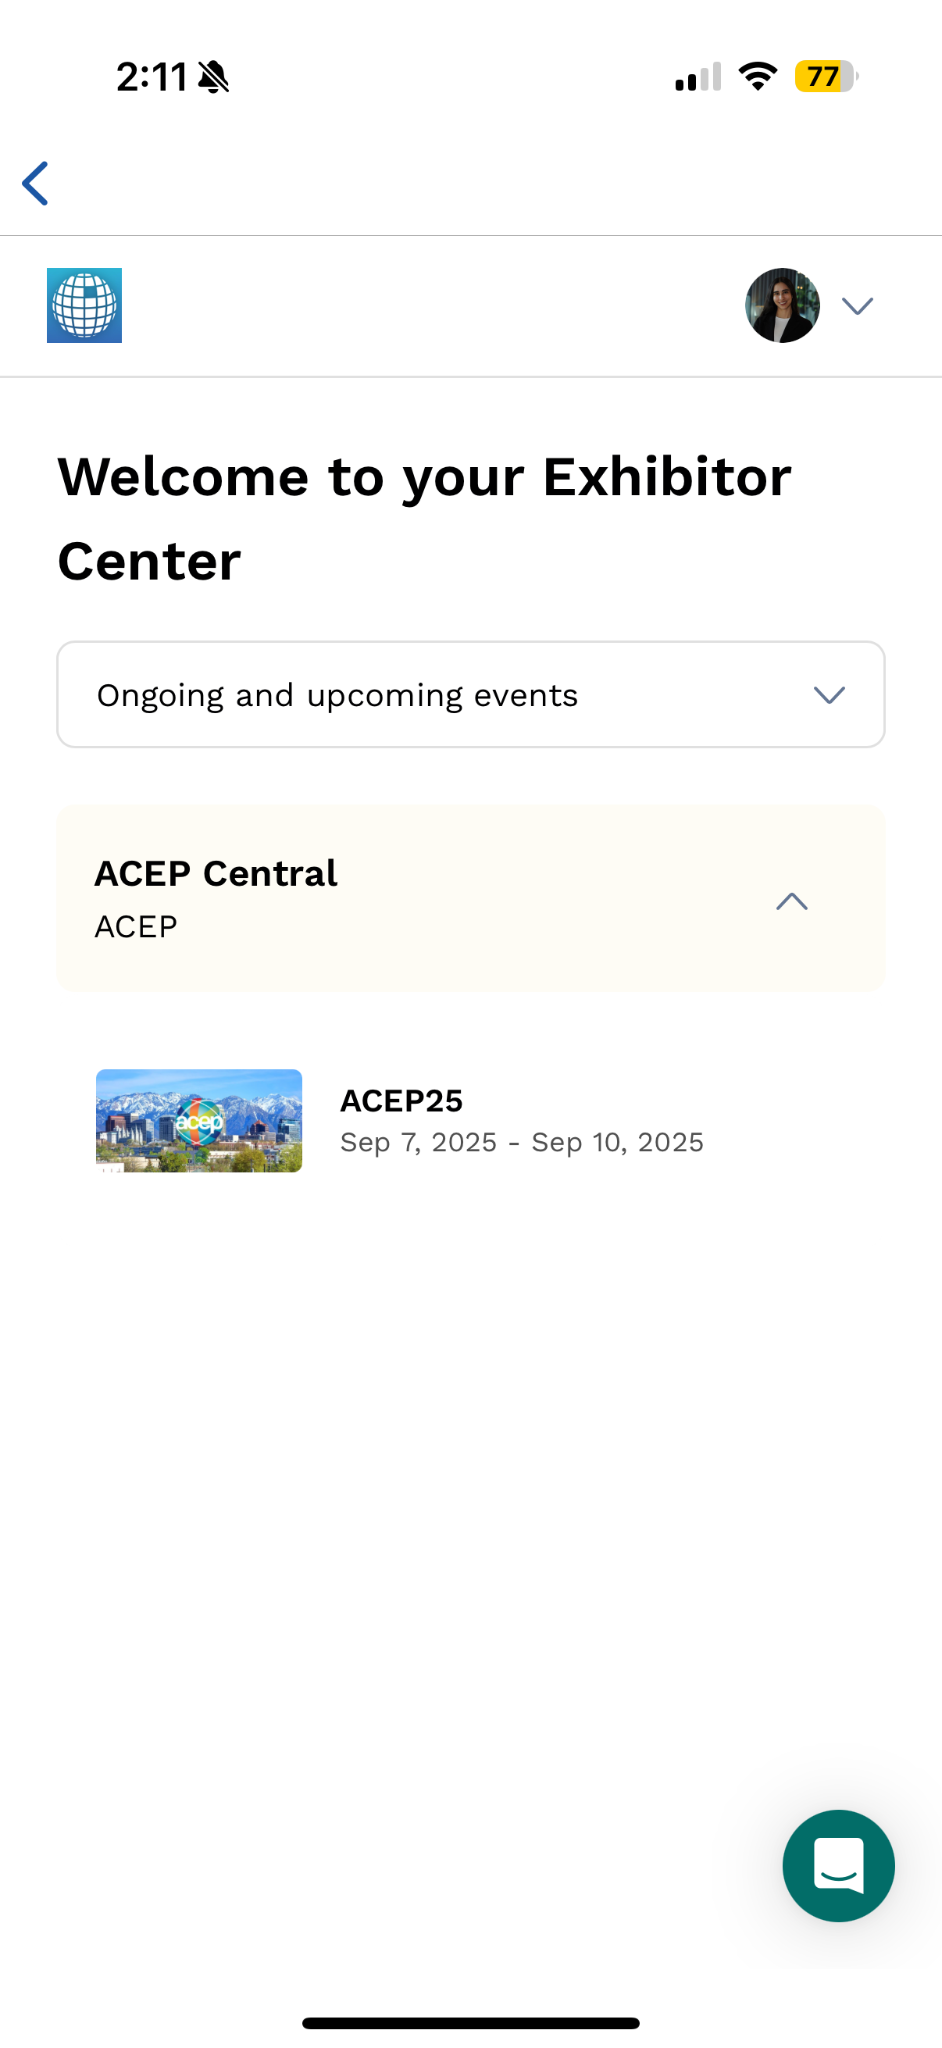 2:11
77
Welcome to your Exhibitor
Center
Ongoing and upcoming events
ACEP Central
ACEP
acep
ACEP25
Sep 7, 2025 - Sep 10, 2025